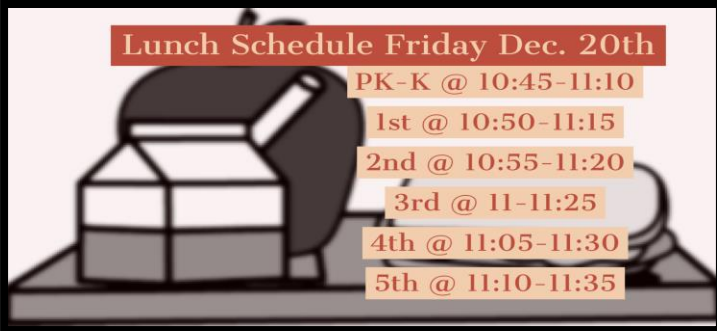 Lunch Schedule Friday Dec. 20th
PK-K @ 10:45-11:10
1st @ 10:50-11:15
2nd @ 10:55-11:20
3rd @ 11-11:25
4th @ 11:05-11:30
5th @ 11:10-11:35